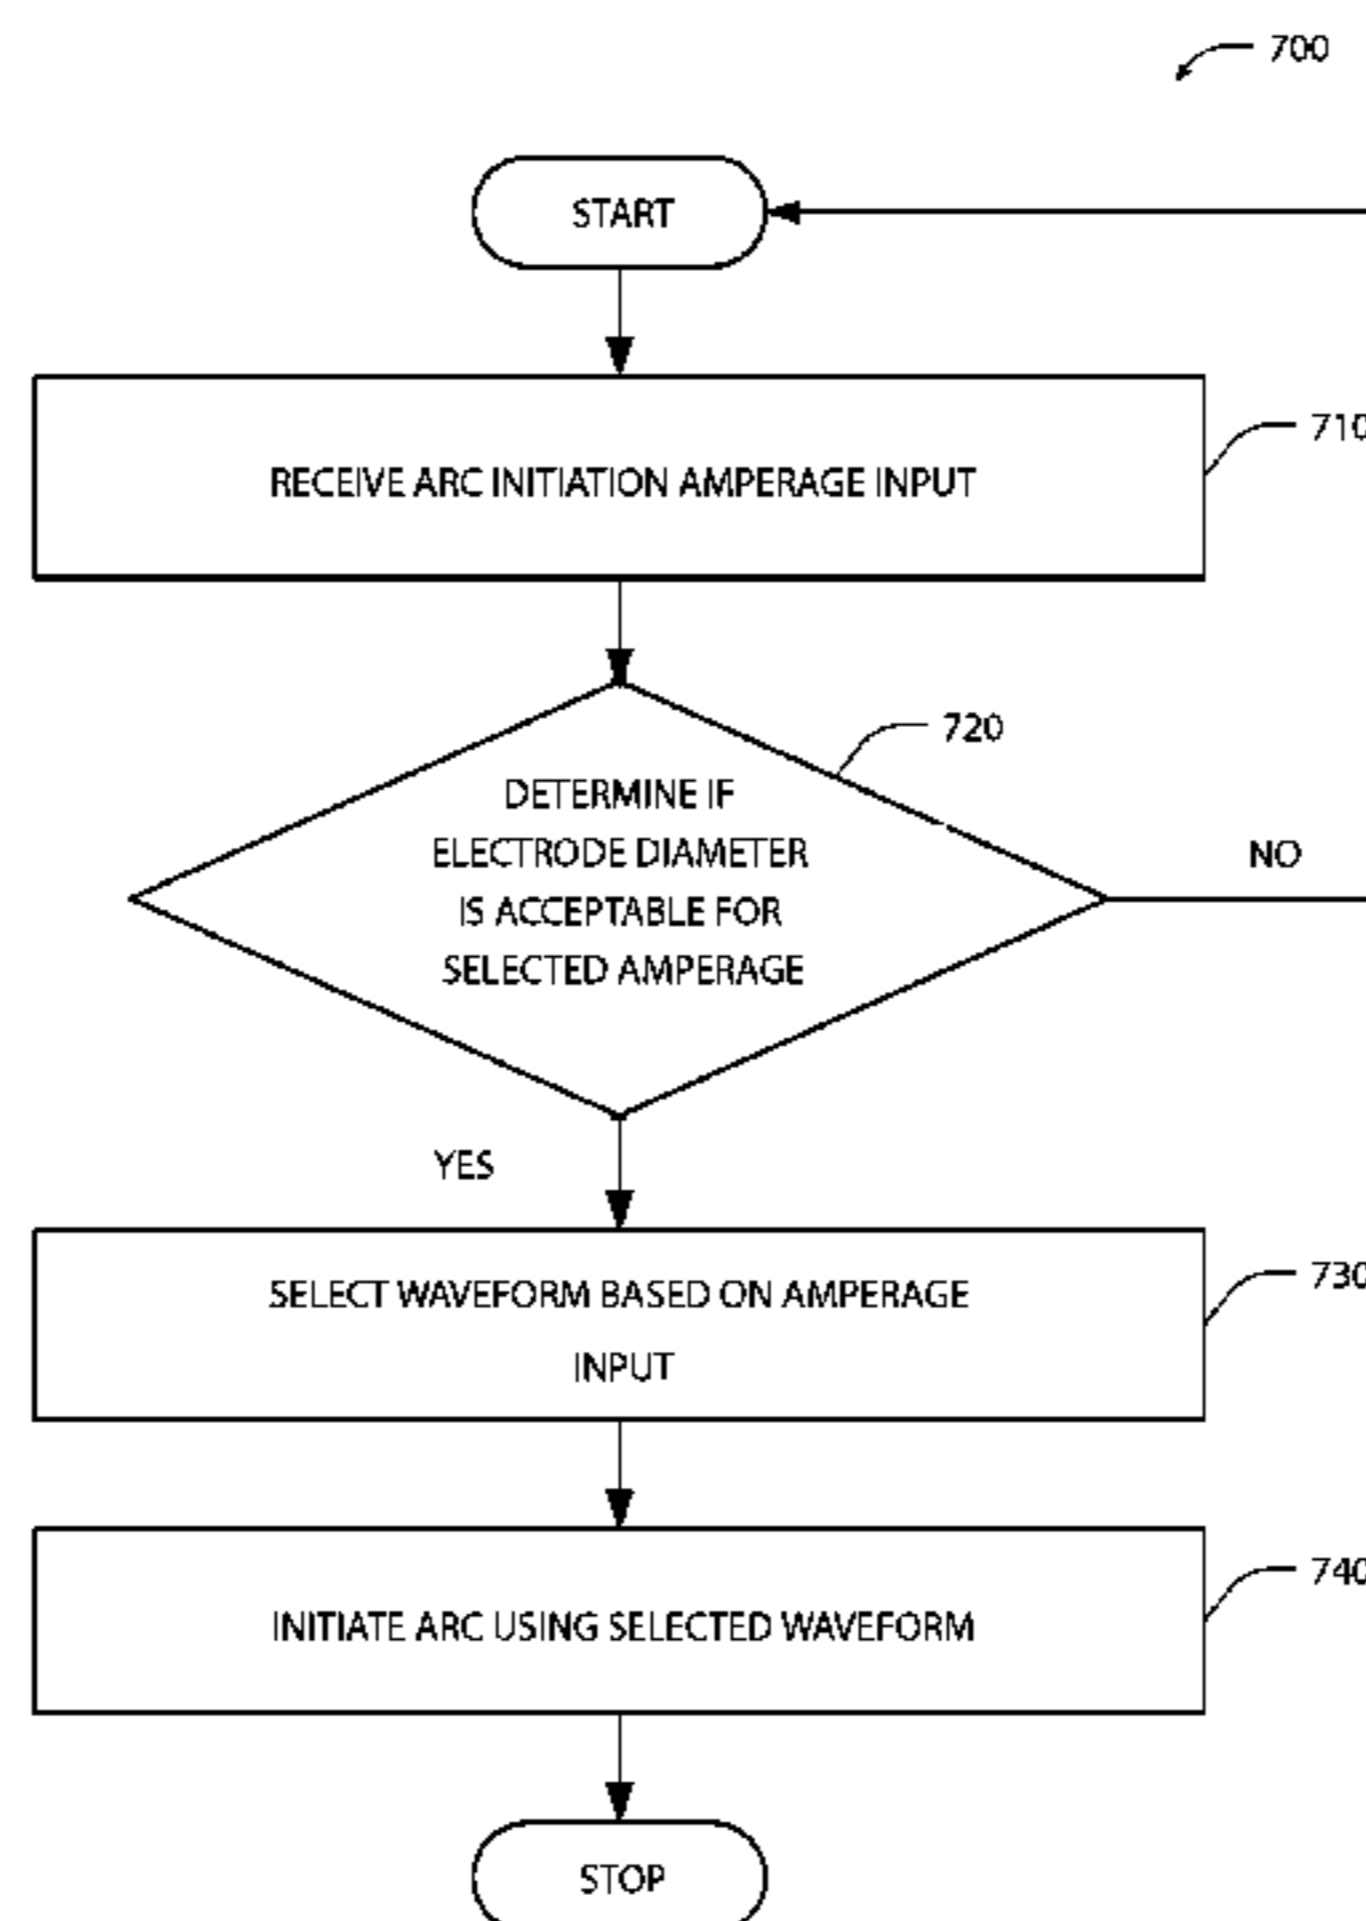 700
START
710
RECEIVE ARC INITIATION AMPERAGE INPUT
720
DETERMINE IF
ELECTRODE DIAMETER
IS ACCEPTABLE FOR
SELECTED AMPERAGE
NO
YES
730
SELECT WAVEFORM BASED ON AMPERAGE
INPUT
740
INITIATE ARC USING SELECTED WAVEFORM
STOP